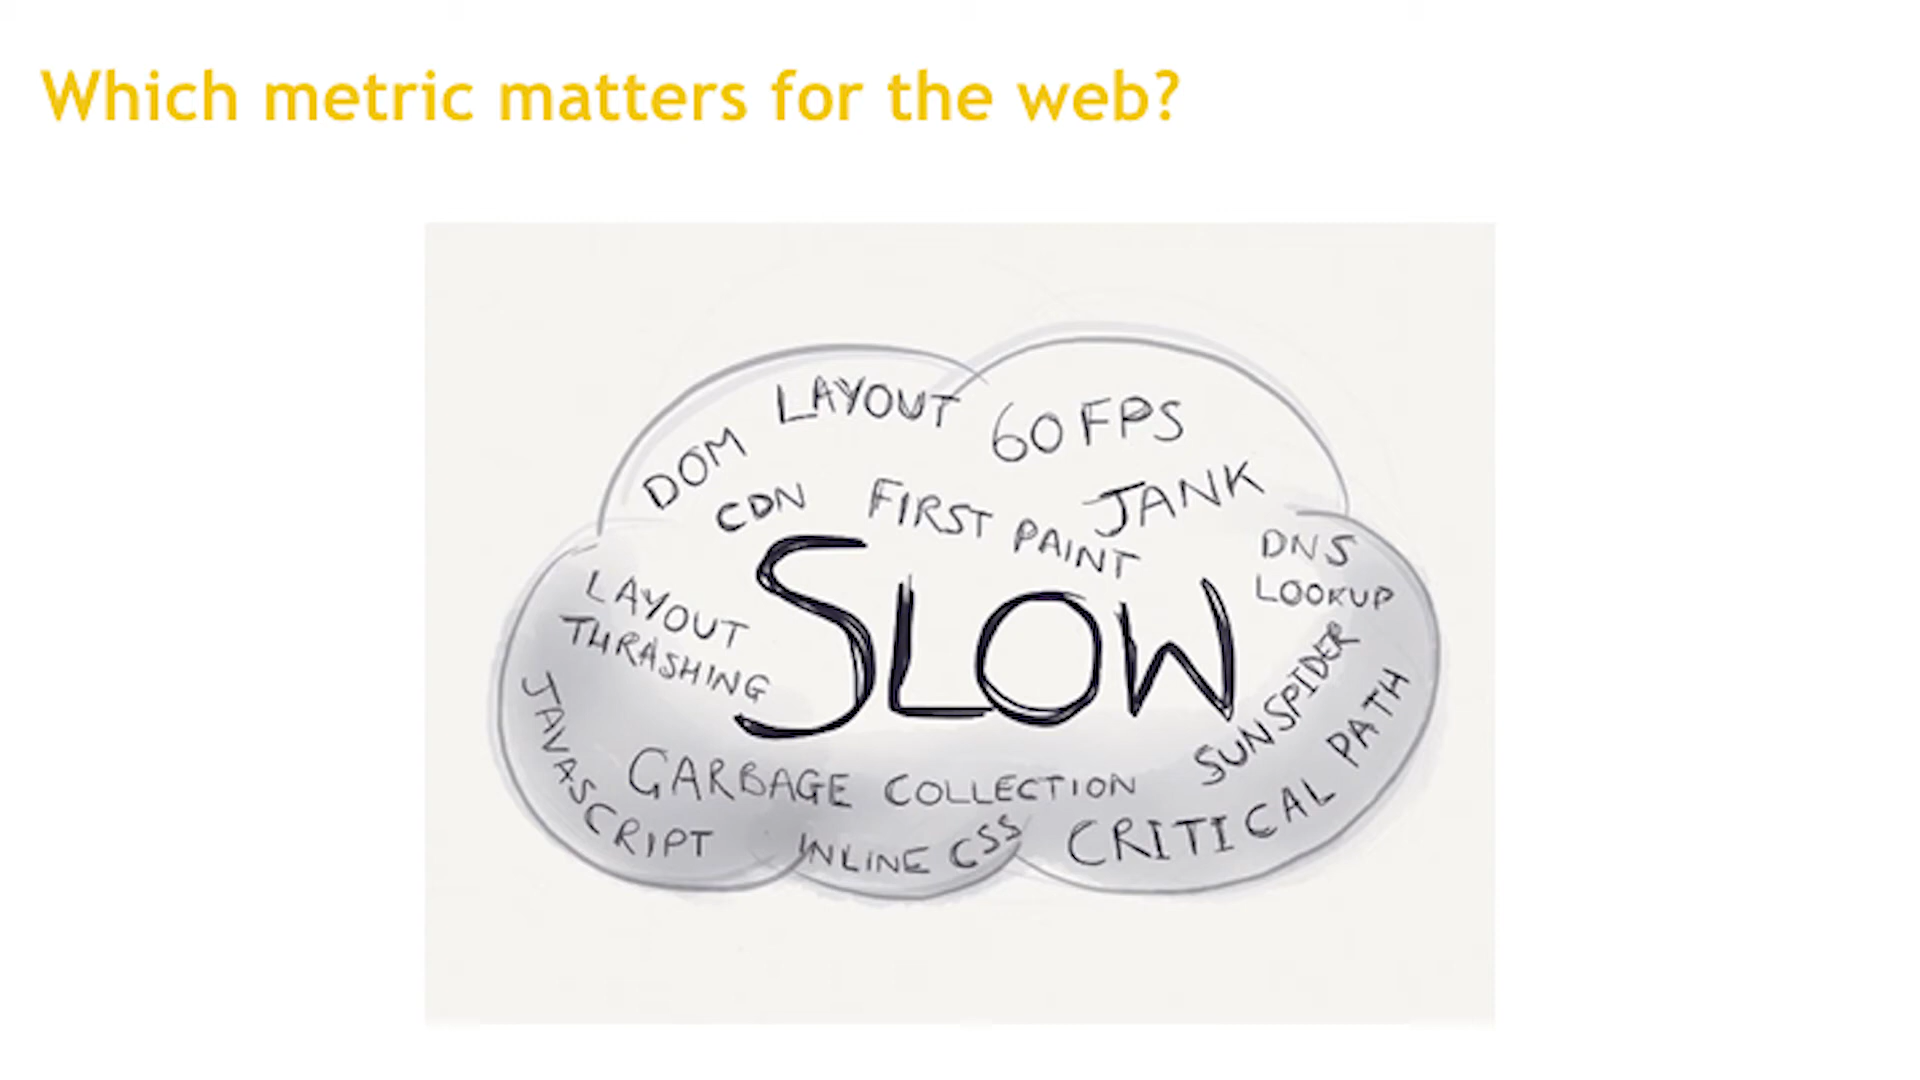 Which metric matters for the web?
LAYOUT
60 FPS
DOM
CDN
FIRST PAINT
JANK
DNS
LOOKUP
LAYOUT
THRASHING
SLOW
SUNSPIDER
JAVASCRIPT
GARBAGE COLLECTION
INLINE CSS
CRITICAL PATH